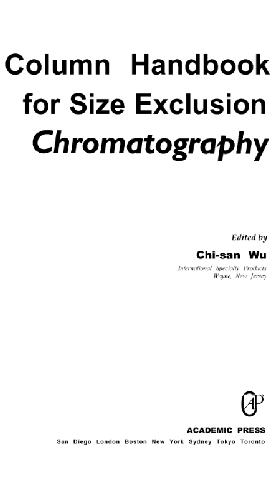 Column Handbook
for Size Exclusion
Chromatography
Edited by
Chi-san Wu
International Specialty Products
Wayne, New Jersey
AP
ACADEMIC PRESS
San Diego London Boston New York Sydney Tokyo Toronto